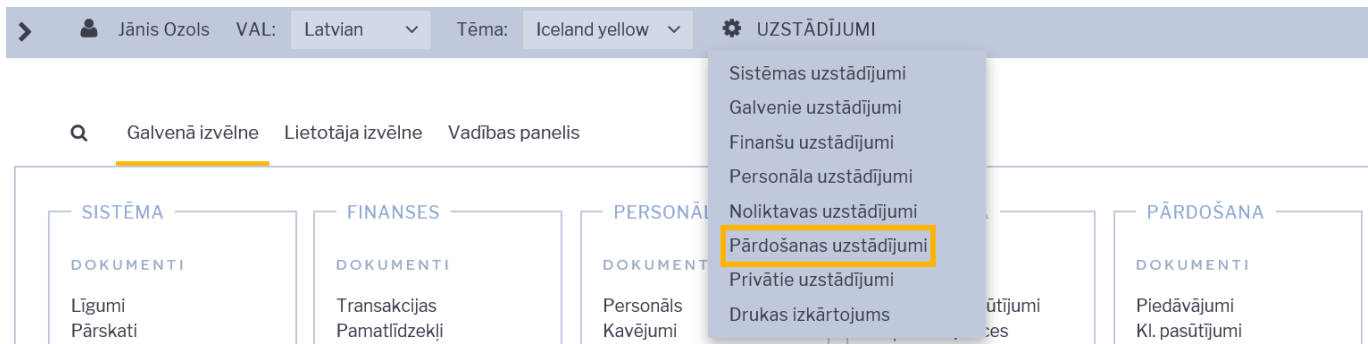 Jānis Ozols VAL: Latvian Tēma: Iceland yellow UZSTĀDĪJUMI
Sistēmas uzstādījumi
Galvenie uzstādījumi
Finanšu uzstādījumi
Personāla uzstādījumi
Noliktavas uzstādījumi
Pārdošanas uzstādījumi
Privātie uzstādījumi
Drukas izkārtojums
Galvenā izvēlne Lietotāja izvēlne Vadības panelis
SISTĒMA
DOKUMENTI
Līgumi
Pārskati
FINANSES
DOKUMENTI
Transakcijas
Pamatlīdzekļi
DOKUMENT
Personāls
Kavējumi
PĀRDOŠANA
DOKUMENTI
Piedāvājumi
Kl. pasūtījumi